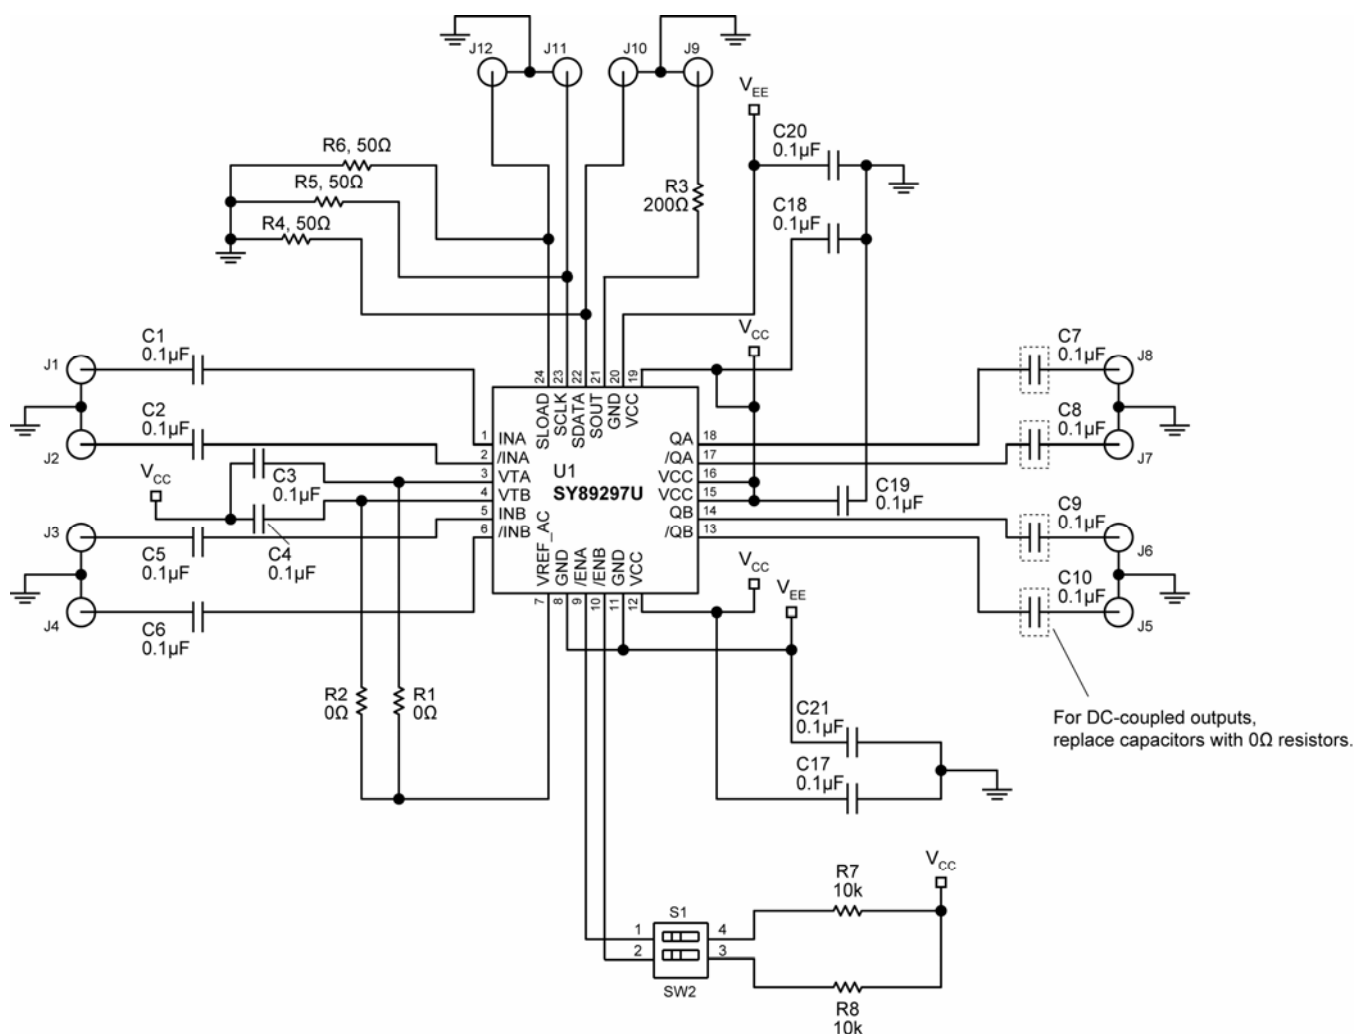 J12
J11
J10
J9
V_EE
C20
0.1µF
R6, 50Ω
R5, 50Ω
R4, 50Ω
R3
200Ω
C18
0.1µF
V_CC
C1
0.1µF
J1
C2
0.1µF
J2
V_CC
C3
0.1µF
J3
C5
0.1µF
C4
0.1µF
J4
C6
0.1µF
24
23
22
21
20
19
SLOAD
SCLK
SDATA
SOUT
GND
VCC
1
2
3
4
5
6
INA
/INA
VTA
VTB
INB
/INB
U1
SY89297U
QA
/QA
VCC
VCC
QB
/QB
18
17
16
15
14
13
VREF_AC
GND
/ENA
/ENB
GND
VCC
7
8
9
10
11
12
C7
0.1µF
J8
C8
0.1µF
J7
C19
0.1µF
C9
0.1µF
J6
C10
0.1µF
J5
V_CC
V_EE
R2
0Ω
R1
0Ω
C21
0.1µF
C17
0.1µF
For DC-coupled outputs,
replace capacitors with 0Ω resistors.
V_CC
R7
10k
S1
1
2
4
3
SW2
R8
10k